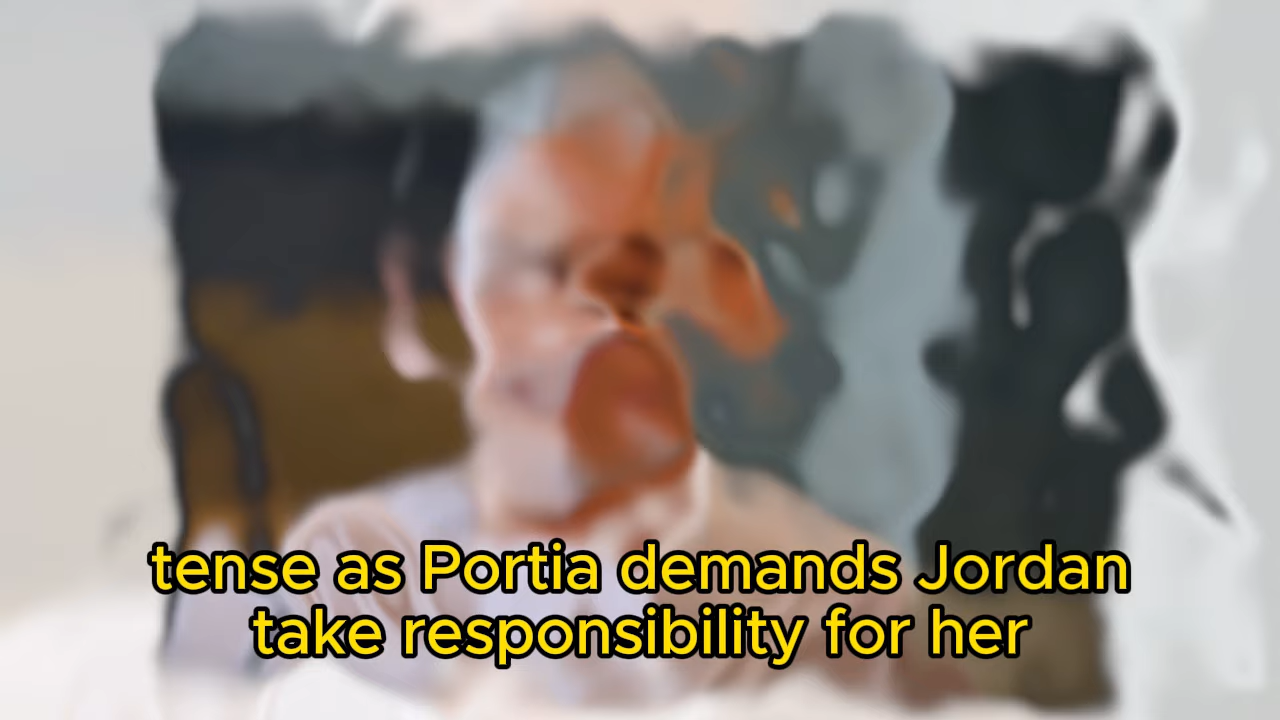 tense as Portia demands Jordan
take responsibility for her